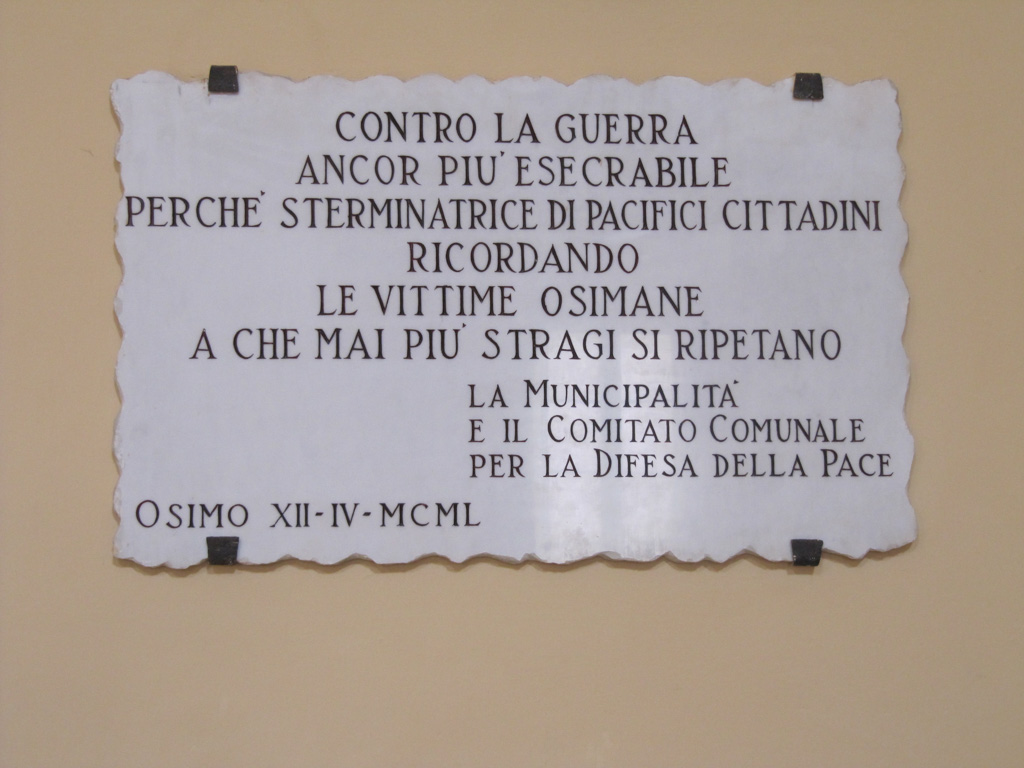 CONTRO LA GUERRA
ANCOR PIU' ESECRABILE
PERCHE' STERMINATRICE DI PACIFICI CITTADINI
RICORDANDO
LE VITTIME OSIMANE
A CHE MAI PIU' STRAGI SI RIPETANO
LA MUNICIPALITA'
E IL COMITATO COMUNALE
PER LA DIFESA DELLA PACE
OSIMO XII-IV-MCML